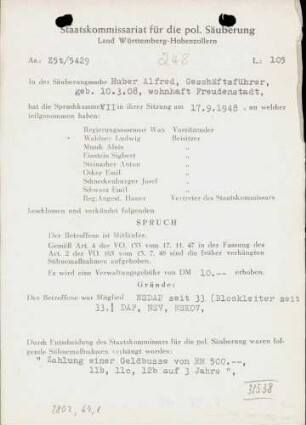 Staatskommissariat für die pol. Säuberung
Land Württemberg-Hohenzollern
Az: 25t/5429
248
L: 105
In der Säuberungssache Huber Alfred, Geschäftsführer,
geb. 10.3.08, wohnhaft Freudenstadt,
hat die Spruchkammer VII in ihrer Sitzung am 17.9.1948 , an welcher
teilgenommen haben:
Regierungsassessor Wax Vorsitzender
Waldner Ludwig Beisitzer
Munk Alois "
Einstein Sigbert "
Steinacher Anton "
Osker Emil "
Schneckenburger Josef "
Schwarz Emil "
Reg.Angest. Hauer Vertreter des Staatskommissars
beschlossen und verkündet folgenden
SPRUCH
Der Betroffene ist Mitläufer.
Gemäß Art. 4 der VO. 133 vom 17. 11. 47 in der Fassung des
Art. 2 der VO. 165 vom 13. 7. 48 sind die früher verhängten
Sühnemaßnahmen aufgehoben.
Es wird eine Verwaltungsgebühr von DM 10.-- erhoben.
Gründe:
Der Betroffene war Mitglied NSDAP seit 33 (Blockleiter seit
33.) DAF, NSV, NSKOV,
Durch Entscheidung des Staatskommissars für die pol. Säuberung waren fol-
gende Sühnemaßnahmen verhängt worden:
" Zahlung einer Geldbusse von RM 500.--,
11b, 11c, 12b auf 3 Jahre ",
31538